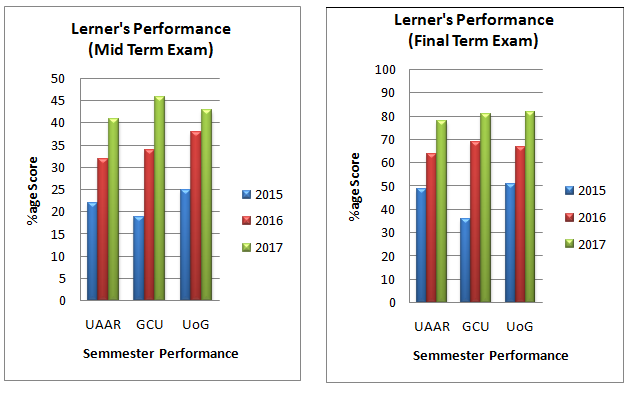 Lerner's Performance
(Mid Term Exam)
50
45
40
35
30
25
20
15
10
5
0
%age Score
UAAR GCU UoG
Semmester Performance
2015
2016
2017
Lerner's Performance
(Final Term Exam)
100
90
80
70
60
50
40
30
20
10
0
%age Score
UAAR GCU UoG
Semmester Performance
2015
2016
2017